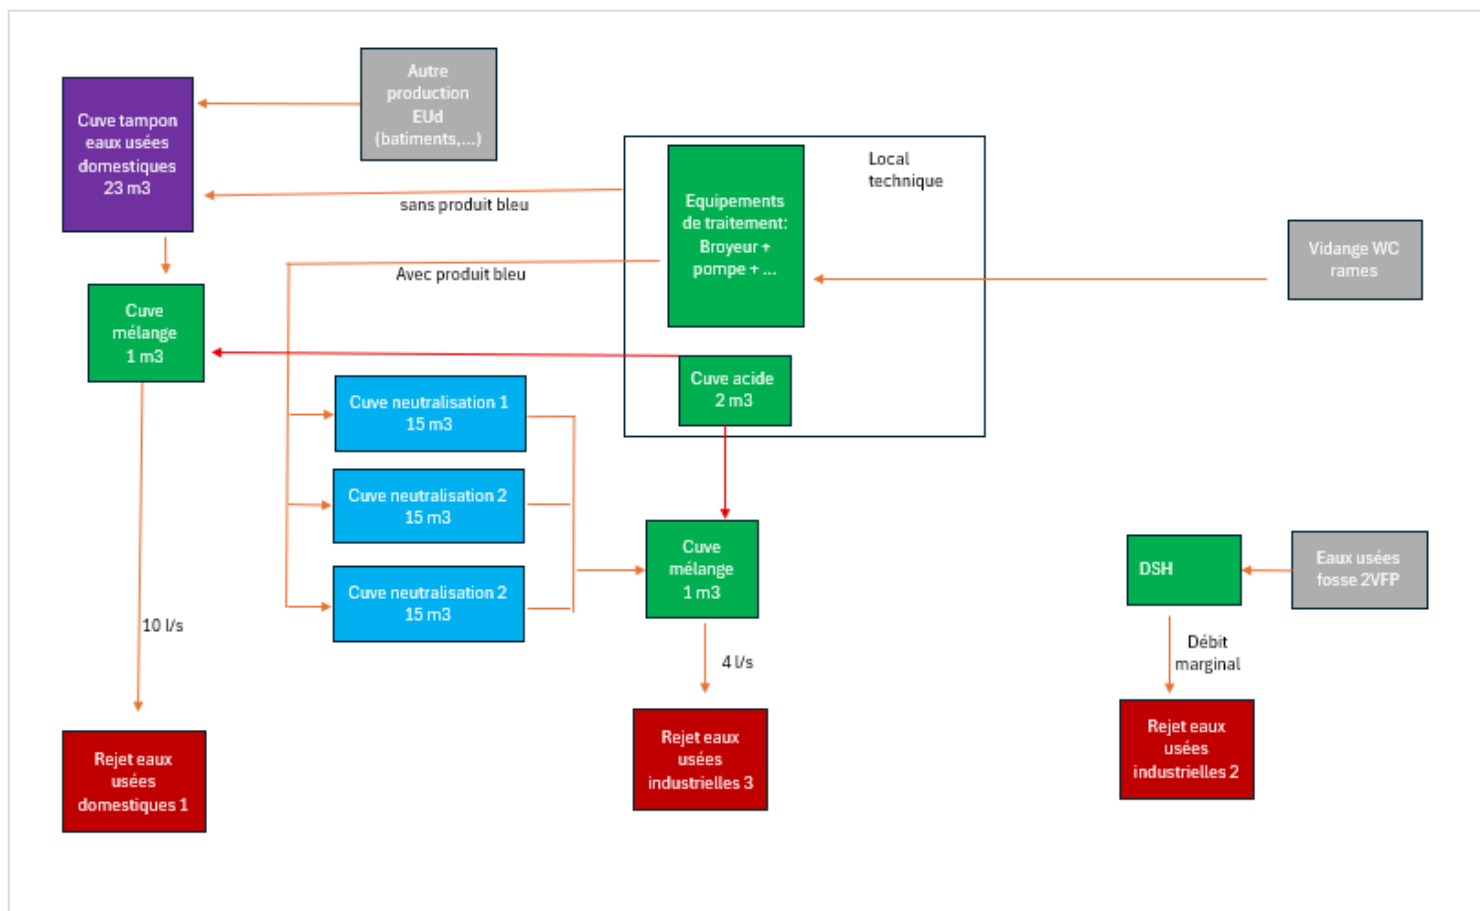 Autre
production
EUd
(batiments,...)
Cuve tampon
eaux usées
domestiques
23 m3
Local
technique
Equipements
de traitement:
Broyeur +
pompe + ...
sans produit bleu
Avec produit bleu
Vidange WC
rames
Cuve
mélange
1 m3
Cuve acide
2 m3
Cuve neutralisation 1
15 m3
Cuve neutralisation 2
15 m3
Cuve neutralisation 2
15 m3
Cuve
mélange
1 m3
DSH
Eaux usées
fosse 2VFP
10 l/s
4 l/s
Débit
marginal
Rejet eaux
usées
domestiques 1
Rejet eaux
usées
industrielles 3
Rejet eaux
usées
industrielles 2